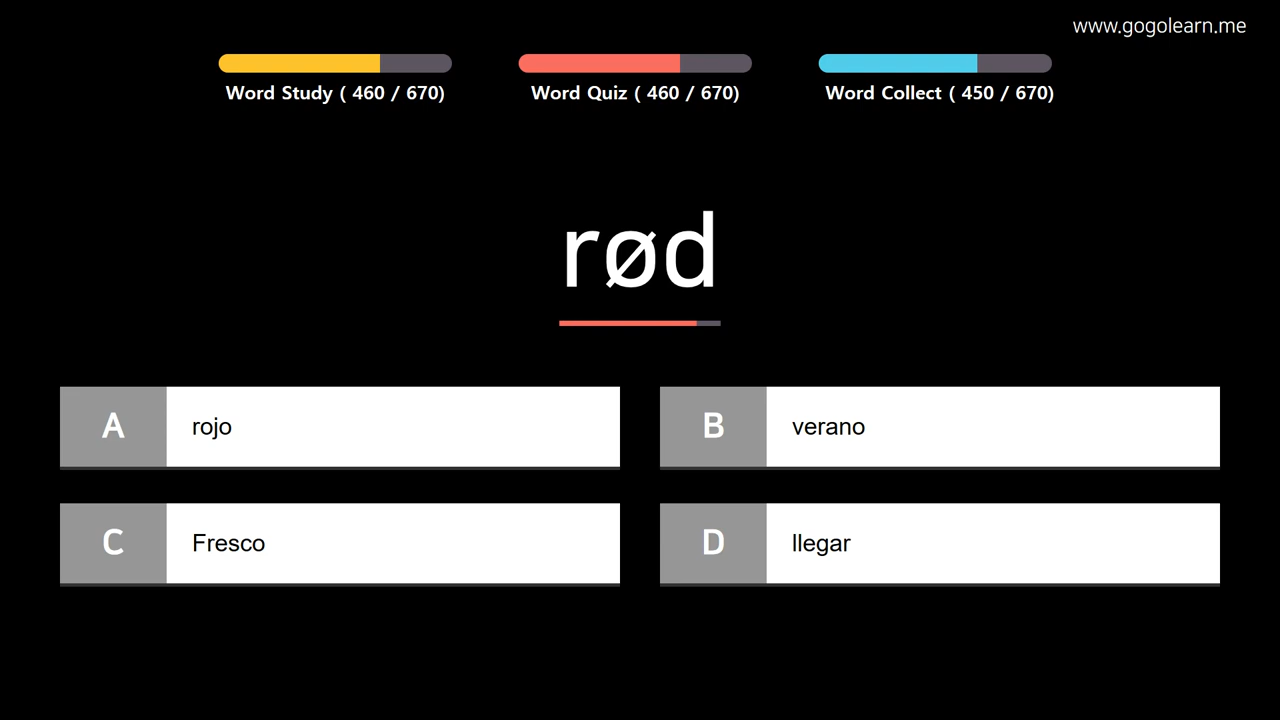 www.gogolearn.me
Word Study ( 460 / 670)
Word Quiz ( 460 / 670)
Word Collect ( 450 / 670)
rød
A rojo
B verano
C Fresco
D llegar